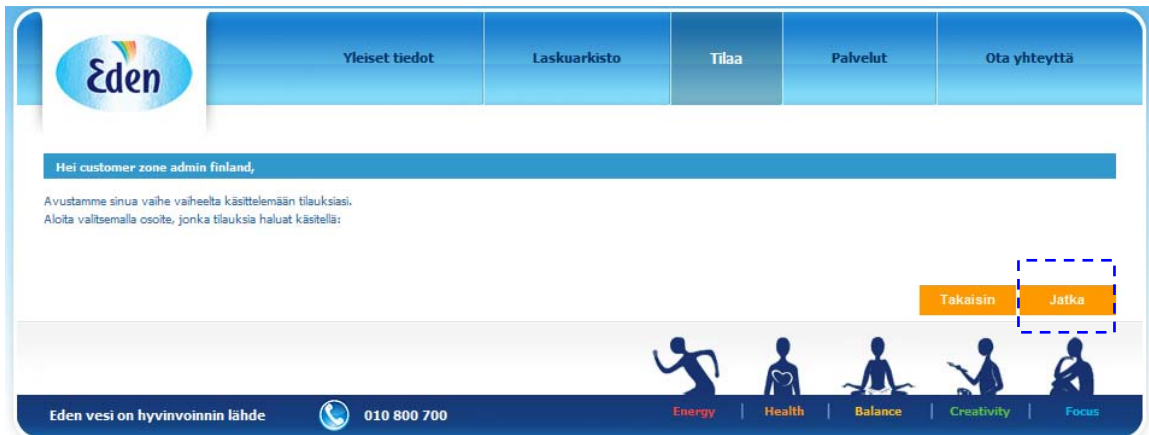 Eden
Yleiset tiedot Laskuarkisto Tilaa Palvelut Ota yhteyttä
Hei customer zone admin finland,
Avustamme sinua vaihe vaiheelta käsittelemään tilauksiasi.
Aloita valitsemalla osoite, jonka tilauksia haluat käsitellä:
Takaisin Jatka
Eden vesi on hyvinvoinnin lähde 010 800 700 Energy | Health | Balance | Creativity | Focus